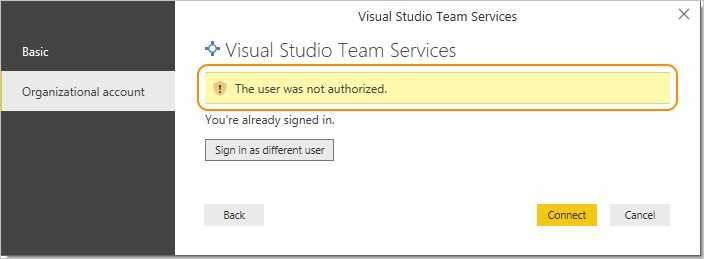 Visual Studio Team Services
Basic
Organizational account
Visual Studio Team Services
The user was not authorized.
You're already signed in.
Sign in as different user
Back
Connect
Cancel